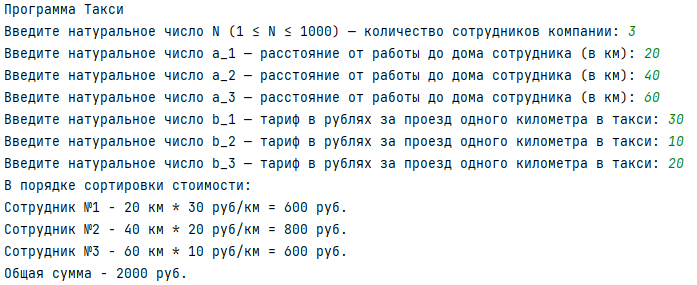 Программа Такси
Введите натуральное число N (1 ≤ N ≤ 1000) — количество сотрудников компании: 3
Введите натуральное число a_1 — расстояние от работы до дома сотрудника (в км): 20
Введите натуральное число a_2 — расстояние от работы до дома сотрудника (в км): 40
Введите натуральное число a_3 — расстояние от работы до дома сотрудника (в км): 60
Введите натуральное число b_1 — тариф в рублях за проезд одного километра в такси: 30
Введите натуральное число b_2 — тариф в рублях за проезд одного километра в такси: 10
Введите натуральное число b_3 — тариф в рублях за проезд одного километра в такси: 20
В порядке сортировки стоимости:
Сотрудник №1 - 20 км * 30 руб/км = 600 руб.
Сотрудник №2 - 40 км * 20 руб/км = 800 руб.
Сотрудник №3 - 60 км * 10 руб/км = 600 руб.
Общая сумма - 2000 руб.